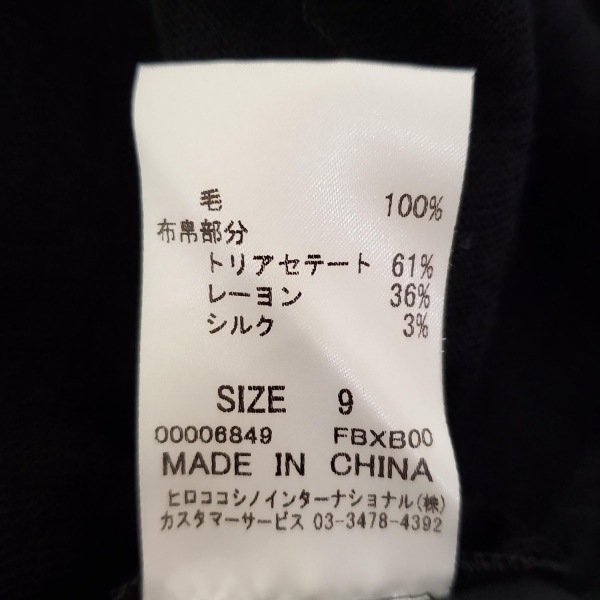 毛 100%
布帛部分
トリアセテート 61%
レーヨン 36%
シルク 3%
SIZE 9
00006849 FBXB00
MADE IN CHINA
ヒロココシノインターナショナル(株)
カスタマーサービス 03-3478-4392